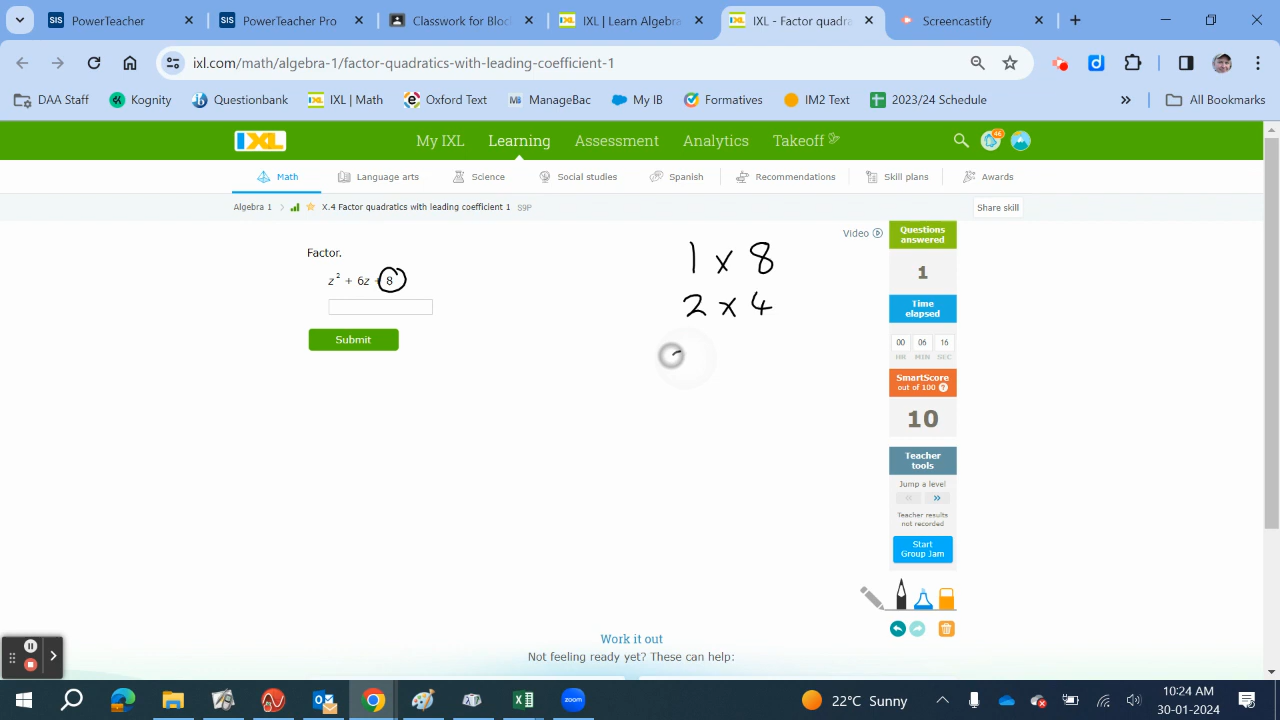 PowerTeacher
PowerTeacher Pro
Classwork for Bloc
IXL | Learn Algebra
IXL - Factor quadra
Screencastify
ixl.com/math/algebra-1/factor-quadratics-with-leading-coefficient-1
DAA Staff
Kognity
Questionbank
IXL | Math
Oxford Text
ManageBac
My IB
Formatives
IM2 Text
2023/24 Schedule
»
All Bookmarks
IXL
My IXL
Learning
Assessment
Analytics
Takeoff
46
Math
Language arts
Science
Social studies
Spanish
Recommendations
Skill plans
Awards
Algebra 1 > X.4 Factor quadratics with leading coefficient 1 S9P
Share skill
Video
Factor.
z² + 6z + 8
Submit
1 x 8
2 x 4
Questions answered
1
Time elapsed
00 06 16
HR MIN SEC
SmartScore
out of 100 ?
10
Teacher tools
Jump a level
« »
Teacher results not recorded
Start Group Jam
Work it out
Not feeling ready yet? These can help:
22°C Sunny
10:24 AM
30-01-2024